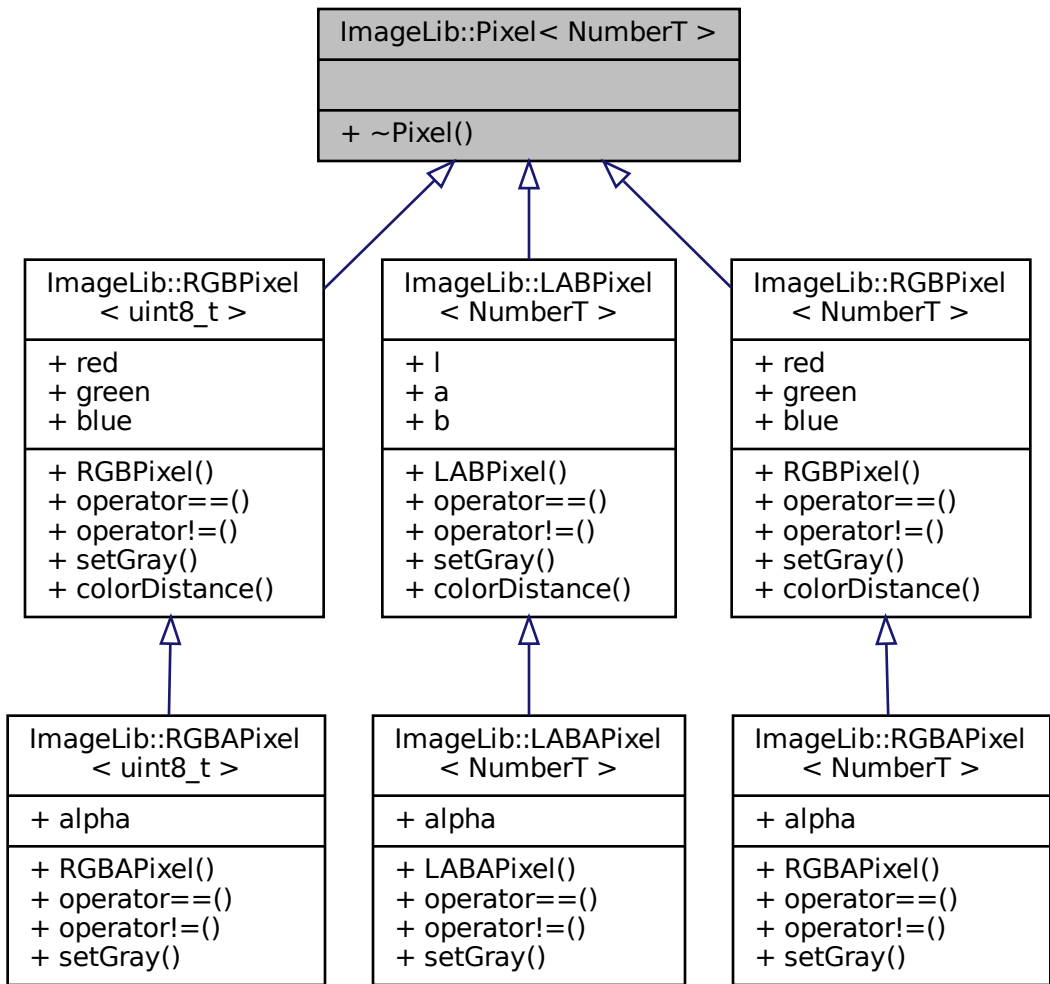 ImageLib::Pixel< NumberT >
+ ~Pixel()
ImageLib::RGBPixel
< uint8_t >
+ red
+ green
+ blue
+ RGBPixel()
+ operator==()
+ operator!=()
+ setGray()
+ colorDistance()
ImageLib::LABPixel
< NumberT >
+ l
+ a
+ b
+ LABPixel()
+ operator==()
+ operator!=()
+ setGray()
+ colorDistance()
ImageLib::RGBPixel
< NumberT >
+ red
+ green
+ blue
+ RGBPixel()
+ operator==()
+ operator!=()
+ setGray()
+ colorDistance()
ImageLib::RGBAPixel
< uint8_t >
+ alpha
+ RGBAPixel()
+ operator==()
+ operator!=()
+ setGray()
ImageLib::LABAPixel
< NumberT >
+ alpha
+ LABAPixel()
+ operator==()
+ operator!=()
+ setGray()
ImageLib::RGBAPixel
< NumberT >
+ alpha
+ RGBAPixel()
+ operator==()
+ operator!=()
+ setGray()